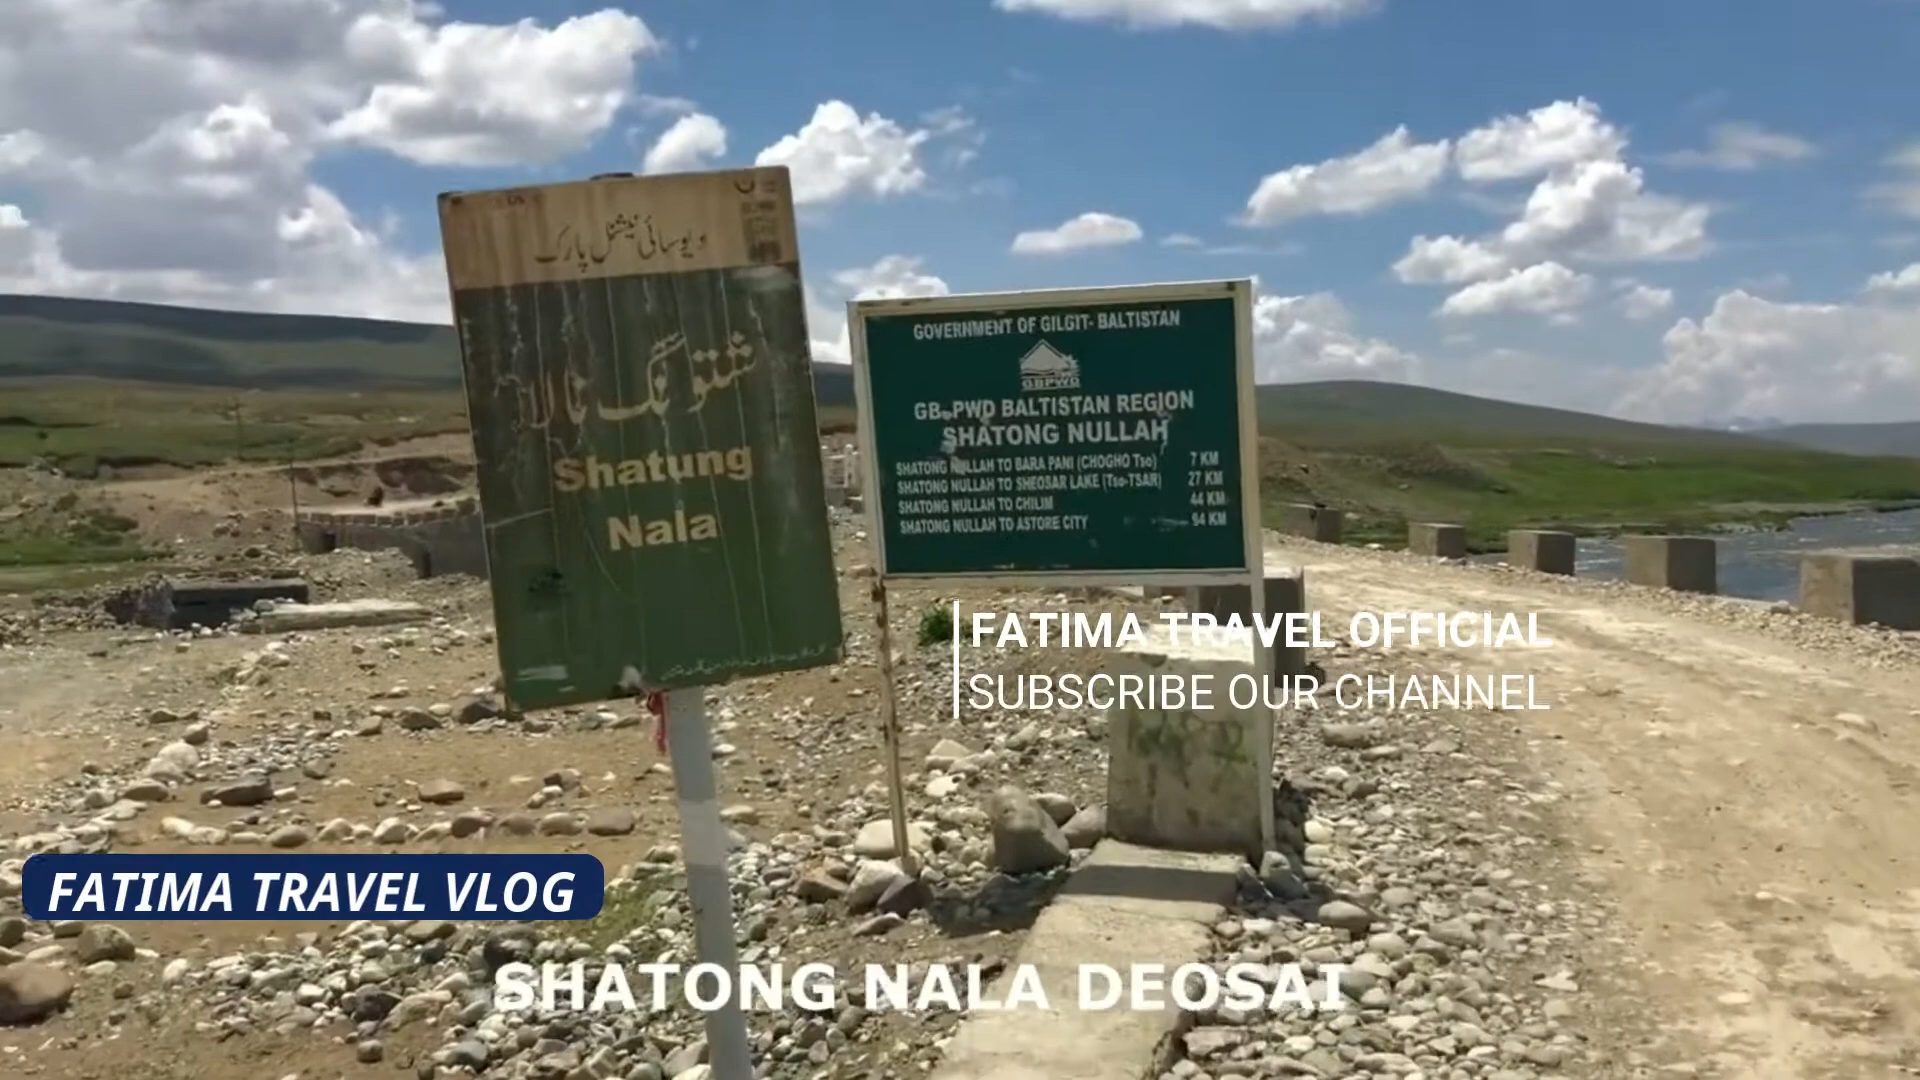 دیوسائی نیشنل پارک
شتونگ نالا
Shatung
Nala
GOVERNMENT OF GILGIT- BALTISTAN
GBPWD
GB-PWD BALTISTAN REGION
SHATONG NULLAH
SHATONG NULLAH TO BARA PANI (CHOGHO Tso) 7 KM
SHATONG NULLAH TO SHEOSAR LAKE (Tso-TSAR) 27 KM
SHATONG NULLAH TO CHILIM 44 KM
SHATONG NULLAH TO ASTORE CITY 94 KM
FATIMA TRAVEL OFFICIAL
SUBSCRIBE OUR CHANNEL
FATIMA TRAVEL VLOG
SHATONG NALA DEOSAI